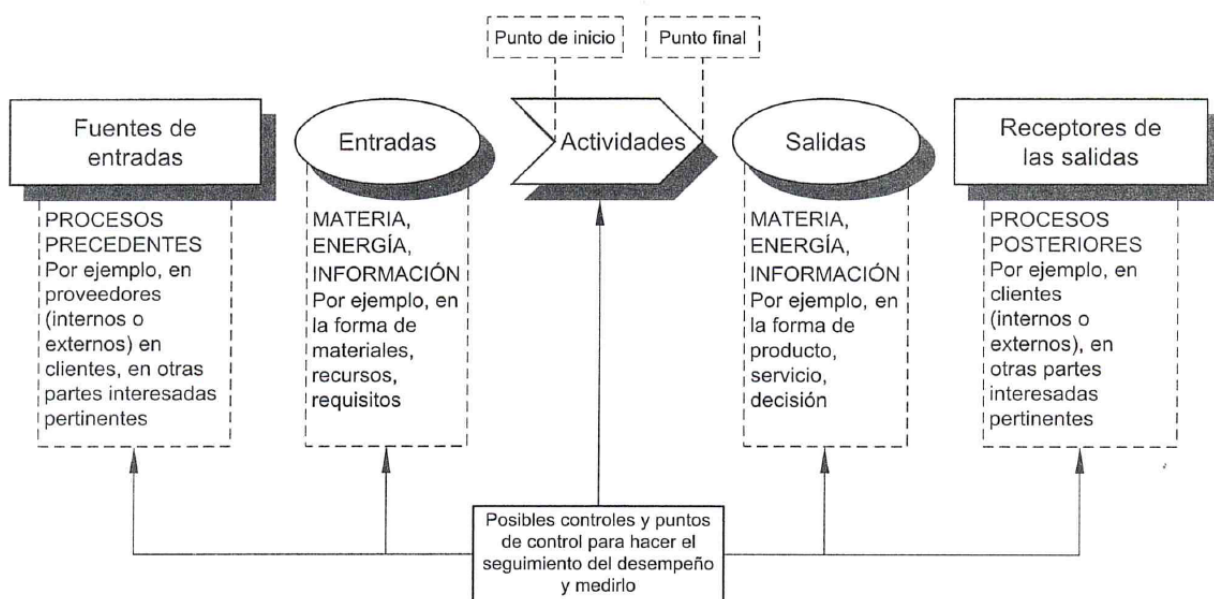 Punto de inicio
Punto final
Fuentes de
entradas
Entradas
Actividades
Salidas
Receptores de
las salidas
PROCESOS
PRECEDENTES
Por ejemplo, en
proveedores
(internos o
externos) en
clientes, en otras
partes interesadas
pertinentes
MATERIA,
ENERGÍA,
INFORMACIÓN
Por ejemplo, en
la forma de
materiales,
recursos,
requisitos
MATERIA,
ENERGÍA,
INFORMACIÓN
Por ejemplo, en
la forma de
producto,
servicio,
decisión
PROCESOS
POSTERIORES
Por ejemplo, en
clientes
(internos o
externos), en
otras partes
interesadas
pertinentes
Posibles controles y puntos
de control para hacer el
seguimiento del desempeño
y medirlo